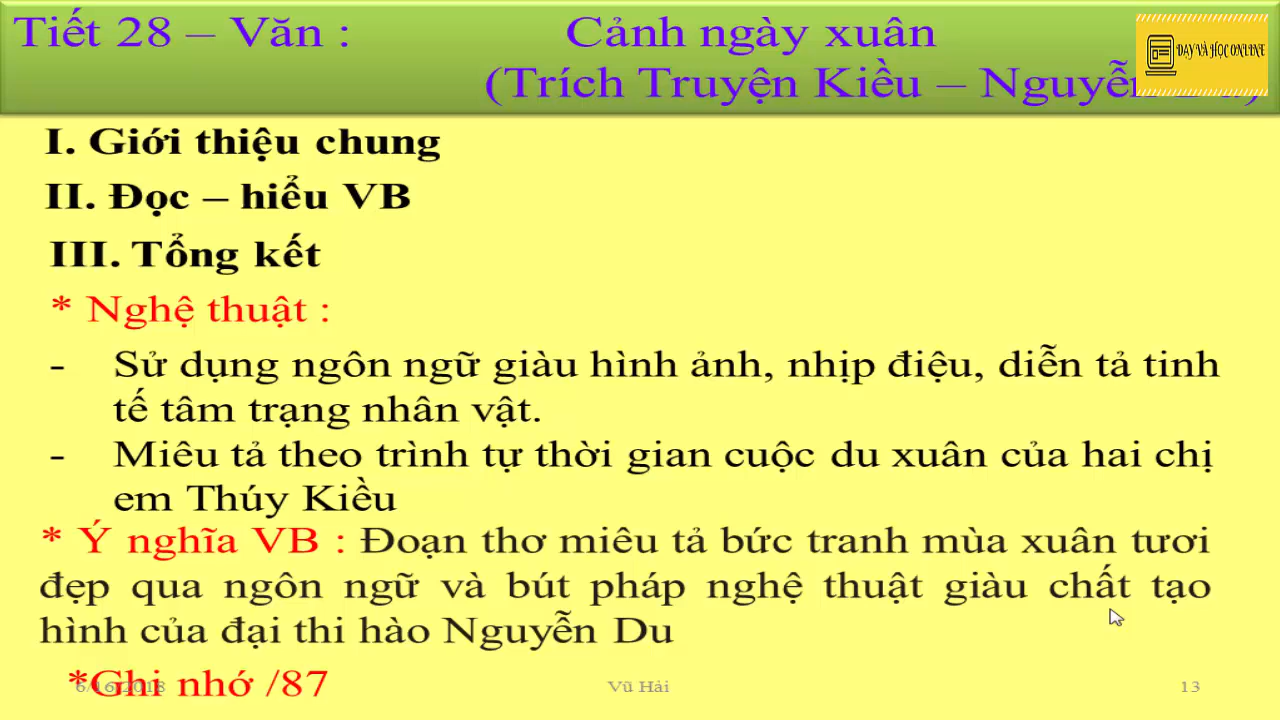 Tiết 28 – Văn : Cảnh ngày xuân
(Trích Truyện Kiều – Nguyễn
DẠY VÀ HỌC ONLINE
I. Giới thiệu chung
II. Đọc – hiểu VB
III. Tổng kết
* Nghệ thuật :
- Sử dụng ngôn ngữ giàu hình ảnh, nhịp điệu, diễn tả tinh
tế tâm trạng nhân vật.
- Miêu tả theo trình tự thời gian cuộc du xuân của hai chị
em Thúy Kiều
* Ý nghĩa VB : Đoạn thơ miêu tả bức tranh mùa xuân tươi
đẹp qua ngôn ngữ và bút pháp nghệ thuật giàu chất tạo
hình của đại thi hào Nguyễn Du
*Ghi nhớ /87
6/16/2018 Vũ Hải 13